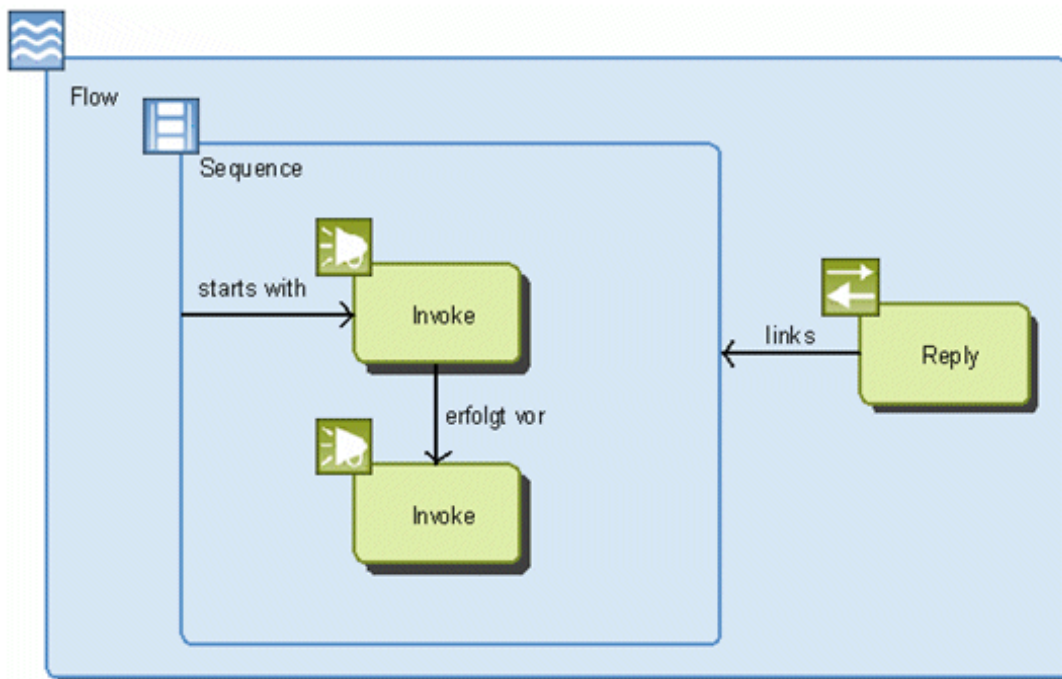 Flow
Sequence
starts with
Invoke
links
Reply
erfolgt vor
Invoke